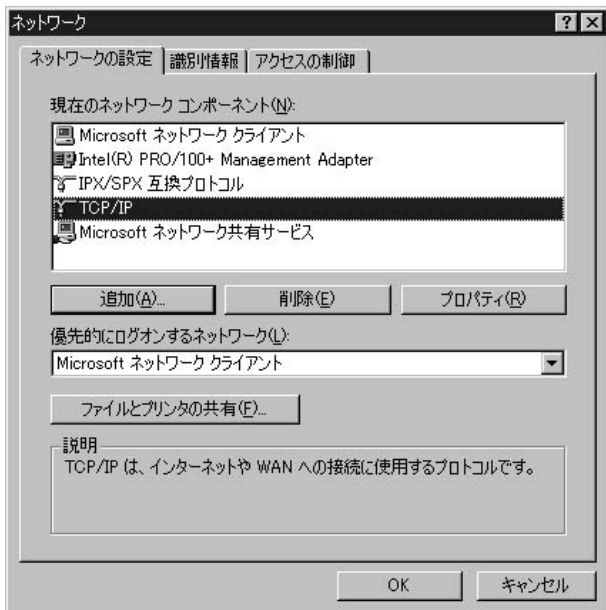 ネットワーク
ネットワークの設定 識別情報 アクセスの制御
現在のネットワーク コンポーネント(N):
Microsoft ネットワーク クライアント
Intel(R) PRO/100+ Management Adapter
IPX/SPX 互換プロトコル
TCP/IP
Microsoft ネットワーク共有サービス
追加(A)... 削除(E) プロパティ(R)
優先的にログオンするネットワーク(L):
Microsoft ネットワーク クライアント
ファイルとプリンタの共有(F)...
説明
TCP/IP は、インターネットや WAN への接続に使用するプロトコルです。
OK キャンセル